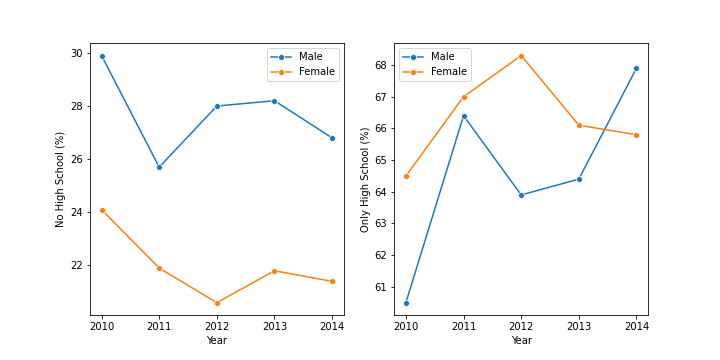 No High School (%)
30
28
26
24
22
Male
Female
2010 2011 2012 2013 2014
Year
Only High School (%)
68
67
66
65
64
63
62
61
Male
Female
2010 2011 2012 2013 2014
Year